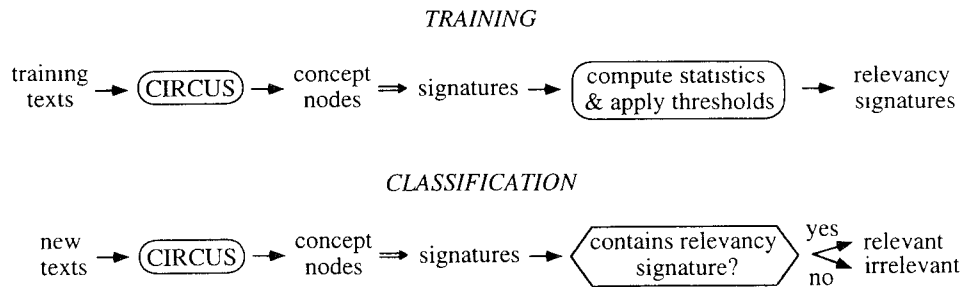 TRAINING
training texts → CIRCUS → concept nodes ⇒ signatures → compute statistics & apply thresholds → relevancy signatures
CLASSIFICATION
new texts → CIRCUS → concept nodes ⇒ signatures → contains relevancy signature? yes relevant no irrelevant